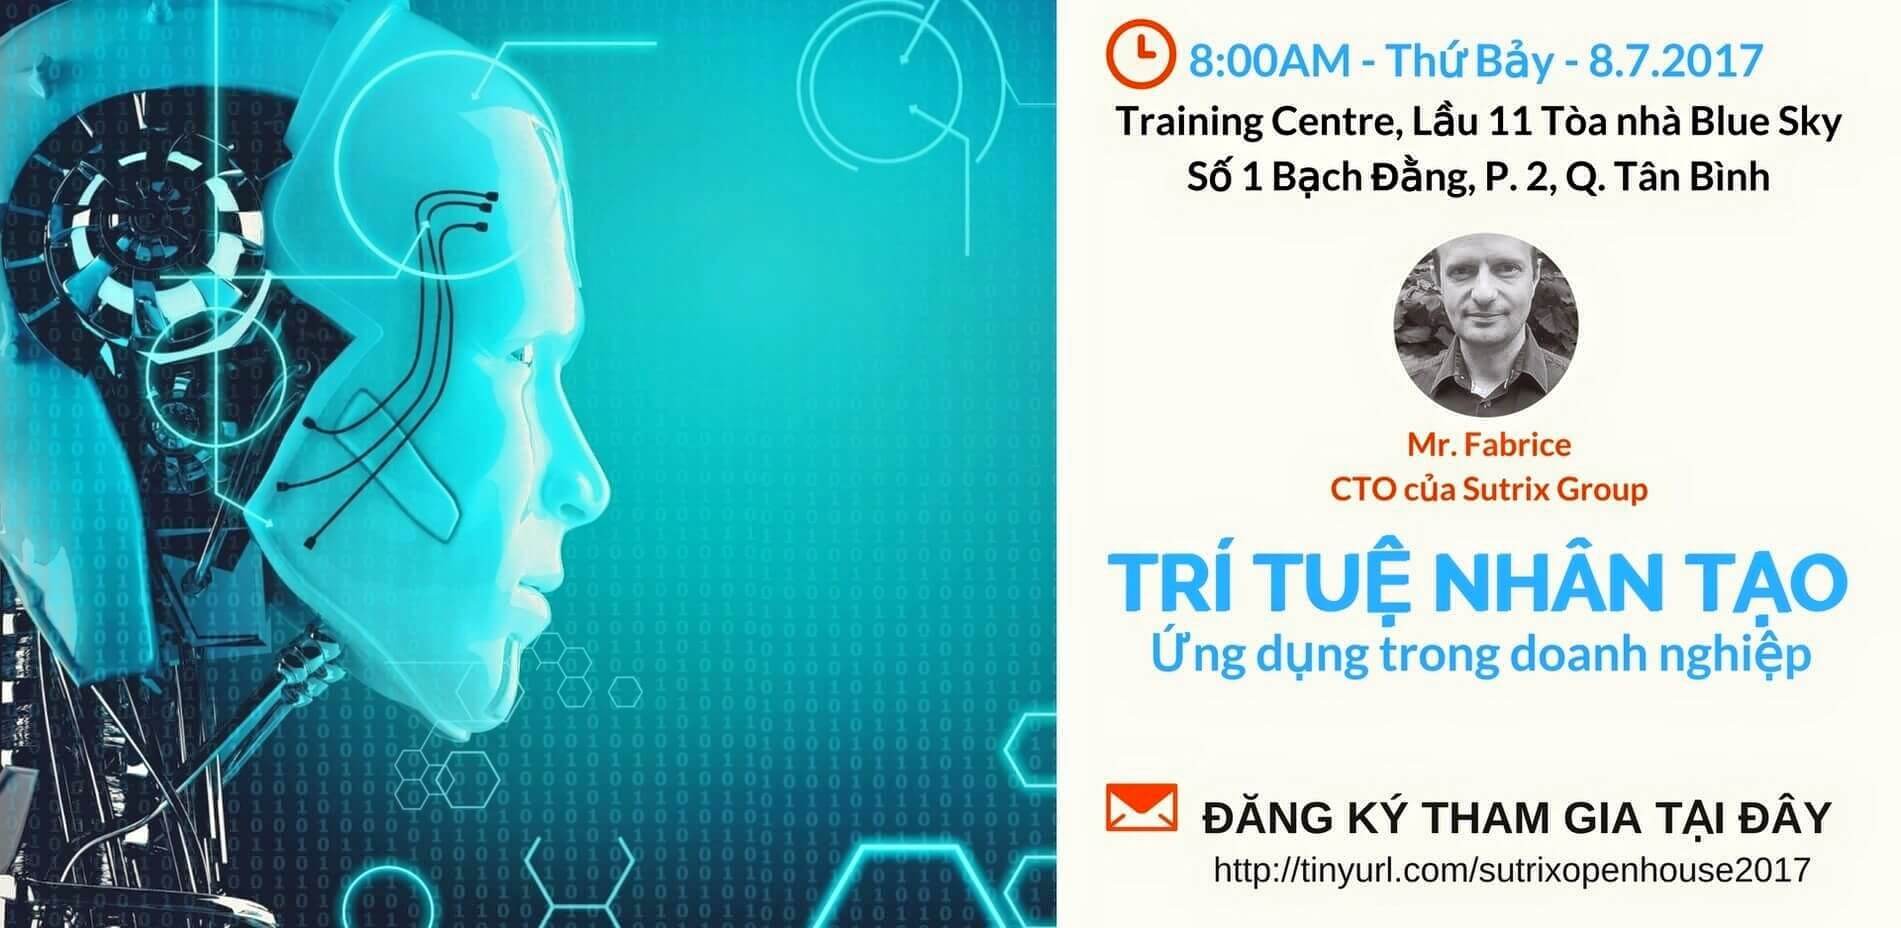 8:00AM - Thứ Bảy - 8.7.2017
Training Centre, Lầu 11 Tòa nhà Blue Sky
Số 1 Bạch Đằng, P. 2, Q. Tân Bình
Mr. Fabrice
CTO của Sutrix Group
TRÍ TUỆ NHÂN TẠO
Ứng dụng trong doanh nghiệp
ĐĂNG KÝ THAM GIA TẠI ĐÂY
http://tinyurl.com/sutrixopenhouse2017